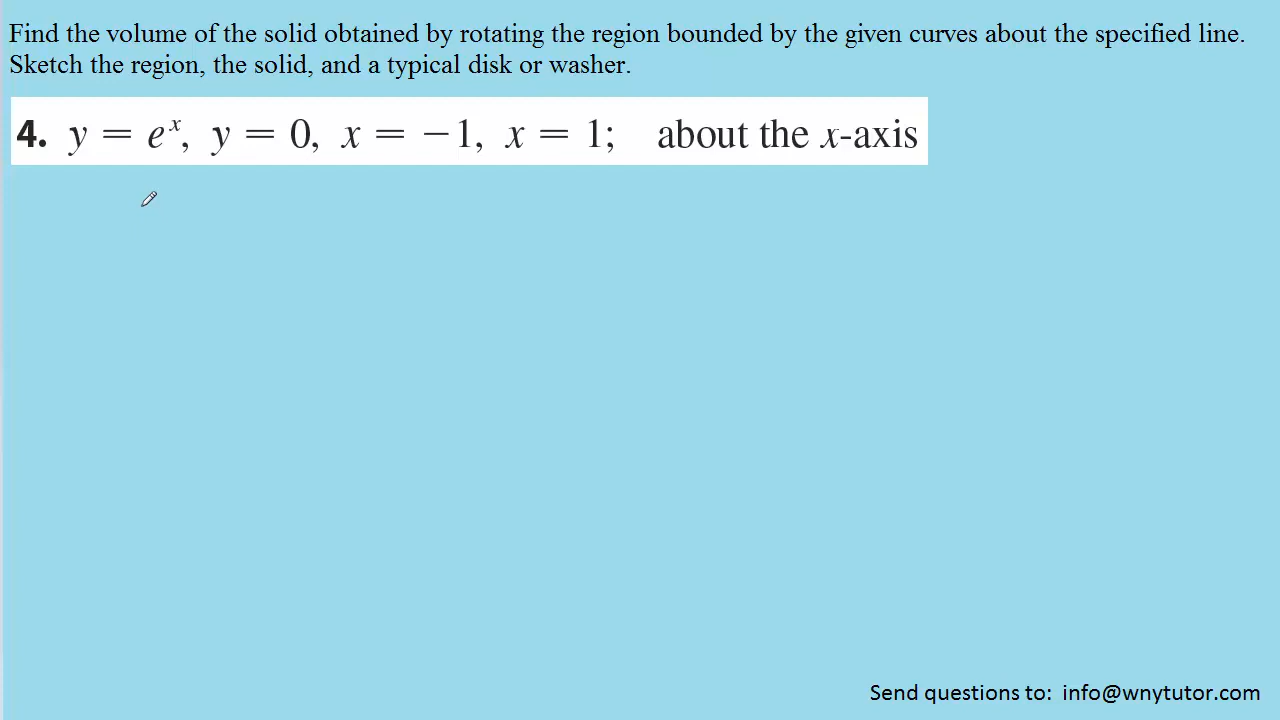 Find the volume of the solid obtained by rotating the region bounded by the given curves about the specified line.
Sketch the region, the solid, and a typical disk or washer.
4. y = eˣ, y = 0, x = −1, x = 1; about the x-axis
Send questions to: info@wnytutor.com